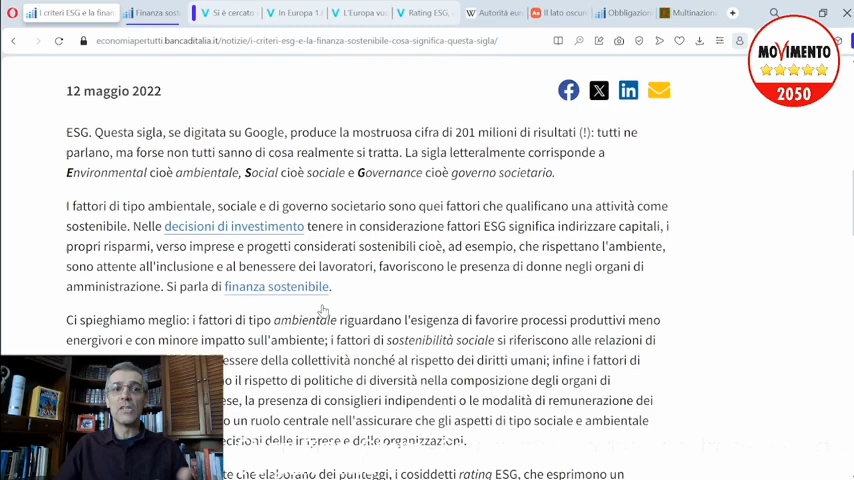 I criteri ESG e la finan
Finanza sost
Si è cercato
In Europa 1.
L'Europa vu
Rating ESG,
Autorità eur
Il lato oscur
Obbligazion
Multinazion
economiapertutti.bancaditalia.it/notizie/i-criteri-esg-e-la-finanza-sostenibile-cosa-significa-questa-sigla/
MOVIMENTO
2050
12 maggio 2022
ESG. Questa sigla, se digitata su Google, produce la mostruosa cifra di 201 milioni di risultati (!): tutti ne
parlano, ma forse non tutti sanno di cosa realmente si tratta. La sigla letteralmente corrisponde a
Environmental cioè ambientale, Social cioè sociale e Governance cioè governo societario.
I fattori di tipo ambientale, sociale e di governo societario sono quei fattori che qualificano una attività come
sostenibile. Nelle decisioni di investimento tenere in considerazione fattori ESG significa indirizzare capitali, i
propri risparmi, verso imprese e progetti considerati sostenibili cioè, ad esempio, che rispettano l'ambiente,
sono attente all'inclusione e al benessere dei lavoratori, favoriscono le presenza di donne negli organi di
amministrazione. Si parla di finanza sostenibile.
Ci spieghiamo meglio: i fattori di tipo ambientale riguardano l'esigenza di favorire processi produttivi meno
energivori e con minore impatto sull'ambiente; i fattori di sostenibilità sociale si riferiscono alle relazioni di
essere della collettività nonché al rispetto dei diritti umani; infine i fattori di
o il rispetto di politiche di diversità nella composizione degli organi di
ese, la presenza di consiglieri indipendenti o le modalità di remunerazione dei
o un ruolo centrale nell'assicurare che gli aspetti di tipo sociale e ambientale
ecisioni delle imprese e delle organizzazioni.
te che elaborano dei punteggi, i cosiddetti rating ESG, che esprimono un